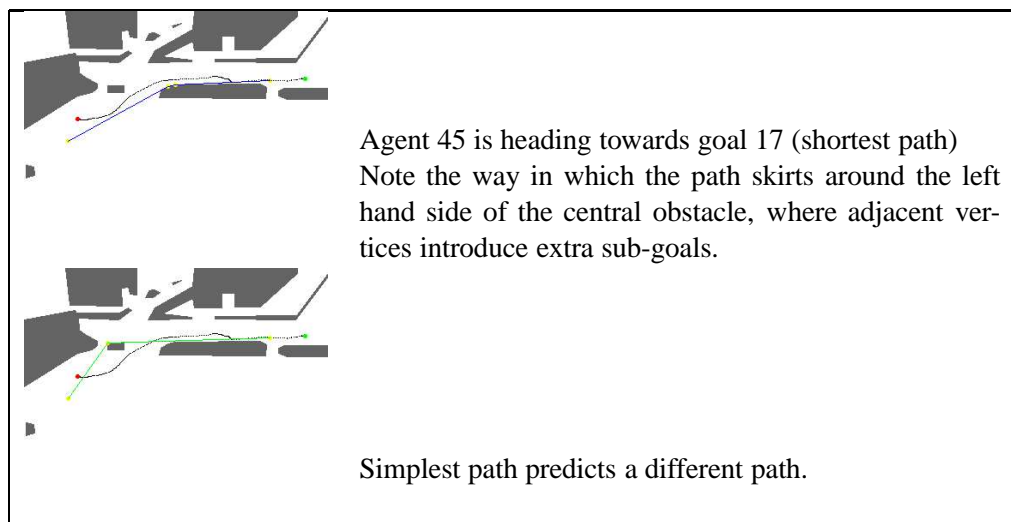 Agent 45 is heading towards goal 17 (shortest path)
Note the way in which the path skirts around the left
hand side of the central obstacle, where adjacent ver-
tices introduce extra sub-goals.
Simplest path predicts a different path.